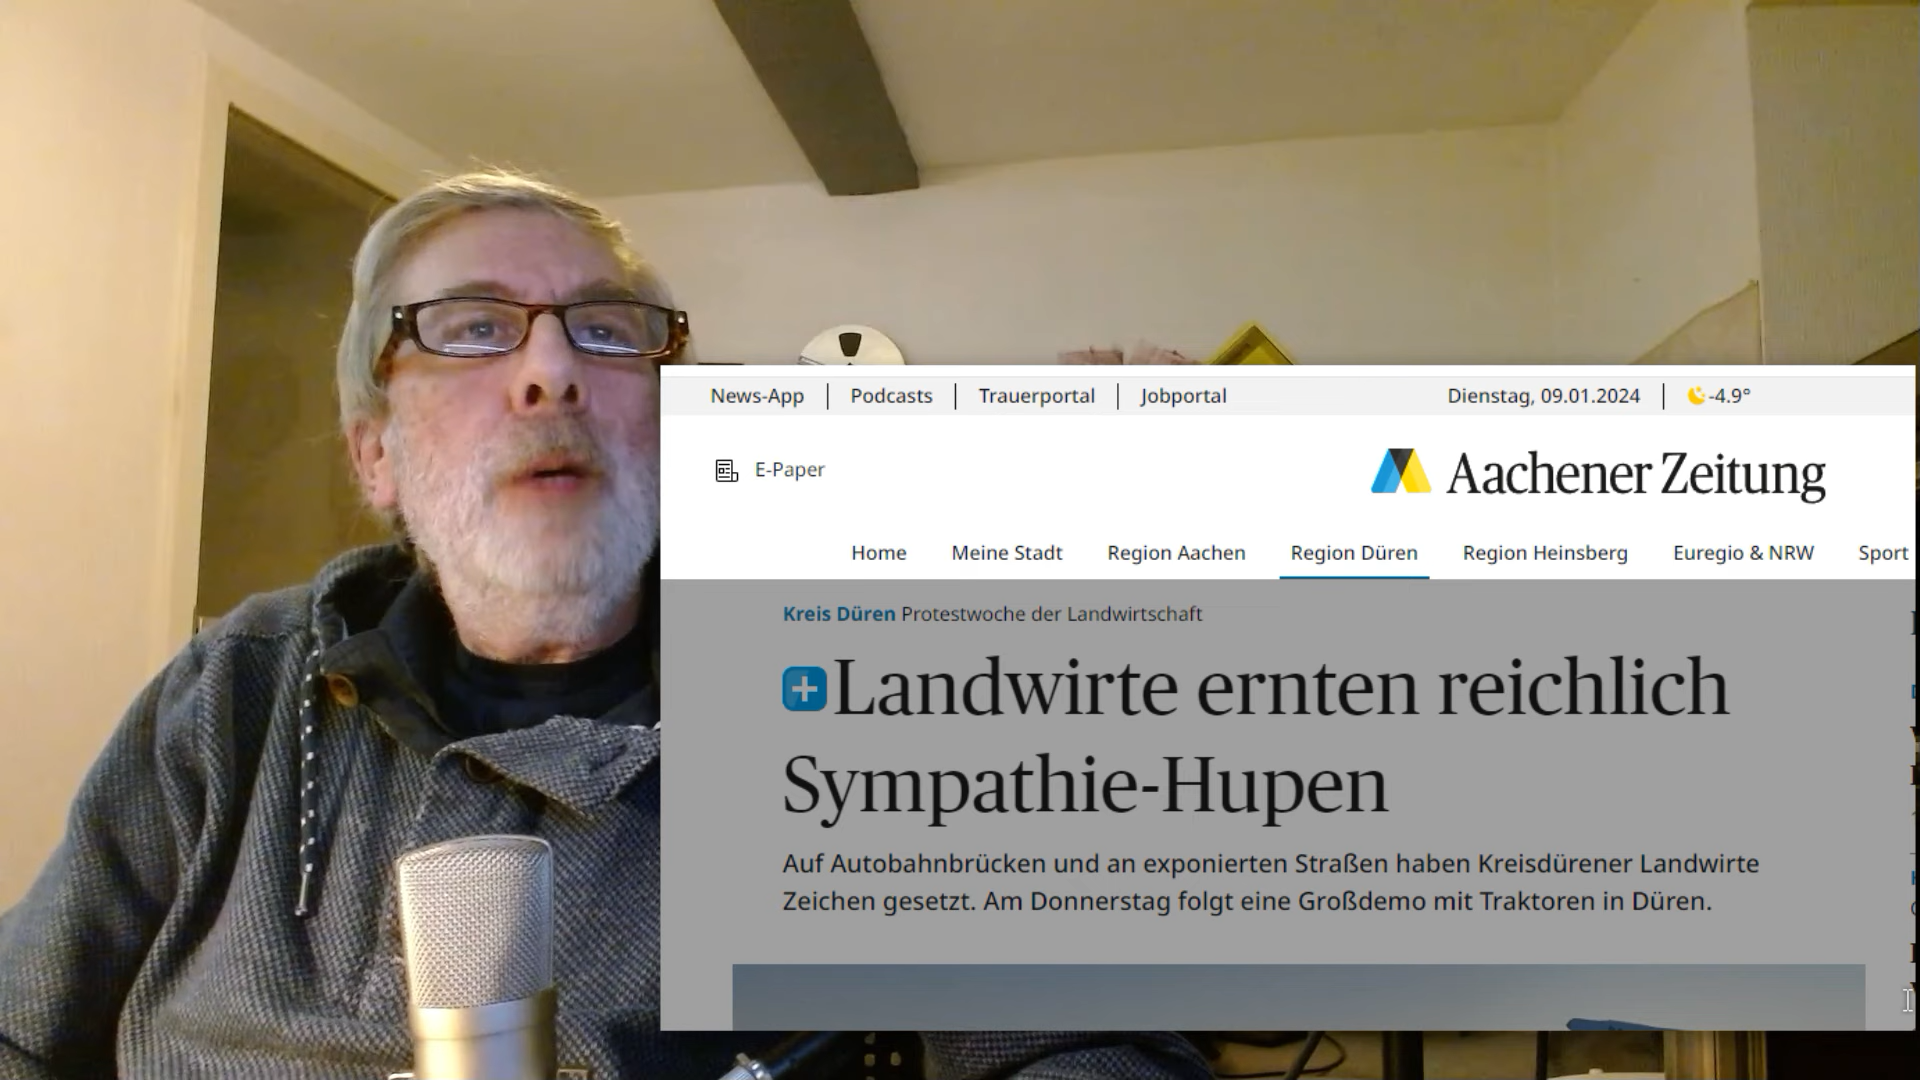 News-App | Podcasts | Trauerportal | Jobportal Dienstag, 09.01.2024 | -4.9°
E-Paper Aachener Zeitung
Home Meine Stadt Region Aachen Region Düren Region Heinsberg Euregio & NRW Sport
Kreis Düren Protestwoche der Landwirtschaft
Landwirte ernten reichlich
Sympathie-Hupen
Auf Autobahnbrücken und an exponierten Straßen haben Kreisdürener Landwirte
Zeichen gesetzt. Am Donnerstag folgt eine Großdemo mit Traktoren in Düren.